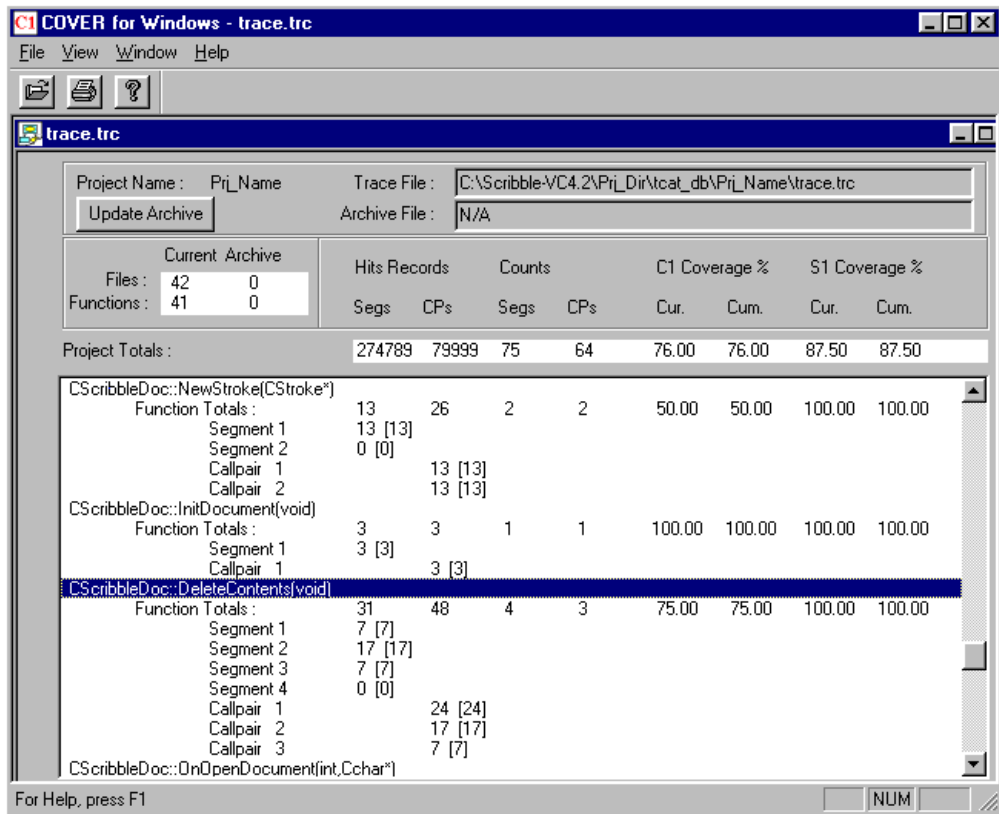 C1 COVER for Windows - trace.trc
File View Window Help
trace.trc
Project Name : Prj_Name Trace File : C:\Scribble-VC4.2\Prj_Dir\tcat_db\Prj_Name\trace.trc
Update Archive Archive File : N/A
Current Archive
Files : 42 0
Functions : 41 0
Hits Records Counts C1 Coverage % S1 Coverage %
Segs CPs Segs CPs Cur. Cum. Cur. Cum.
Project Totals : 274789 79999 75 64 76.00 76.00 87.50 87.50
CScribbleDoc::NewStroke(CStroke*)
Function Totals : 13 26 2 2 50.00 50.00 100.00 100.00
Segment 1 13 [13]
Segment 2 0 [0]
Callpair 1 13 [13]
Callpair 2 13 [13]
CScribbleDoc::InitDocument(void)
Function Totals : 3 3 1 1 100.00 100.00 100.00 100.00
Segment 1 3 [3]
Callpair 1 3 [3]
CScribbleDoc::DeleteContents(void)
Function Totals : 31 48 4 3 75.00 75.00 100.00 100.00
Segment 1 7 [7]
Segment 2 17 [17]
Segment 3 7 [7]
Segment 4 0 [0]
Callpair 1 24 [24]
Callpair 2 17 [17]
Callpair 3 7 [7]
CScribbleDoc::OnOpenDocument(int,Cchar*)
For Help, press F1 NUM